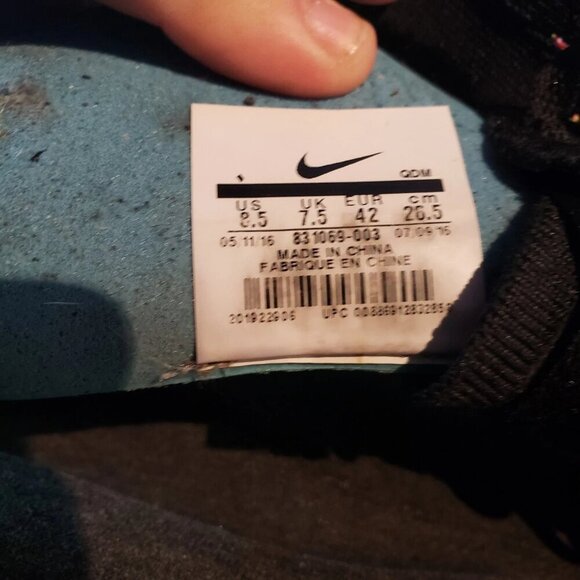 QDM
US UK EUR cm
8.5 7.5 42 26.5
05/11/16 831069-003 07/09/16
MADE IN CHINA
FABRIQUE EN CHINE
201922906 UPC